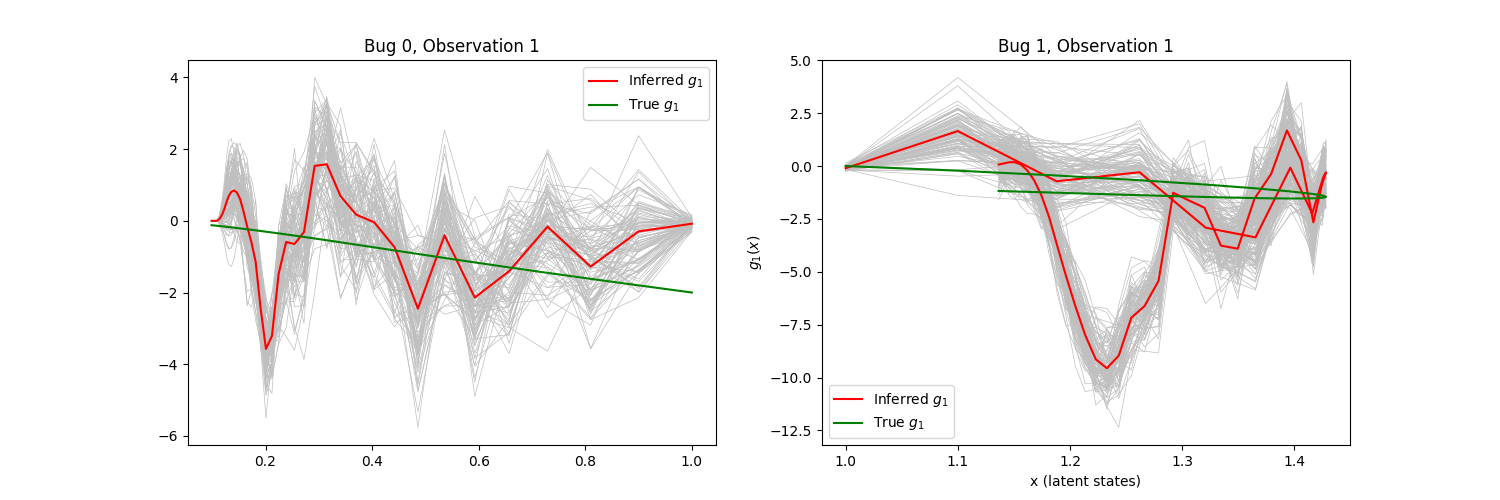 Bug 0, Observation 1
4
2
0
−2
−4
−6
0.2 0.4 0.6 0.8 1.0
Inferred g₁
True g₁
Bug 1, Observation 1
5.0
2.5
0.0
−2.5
−5.0
−7.5
−10.0
−12.5
g₁(x)
1.0 1.1 1.2 1.3 1.4
x (latent states)
Inferred g₁
True g₁